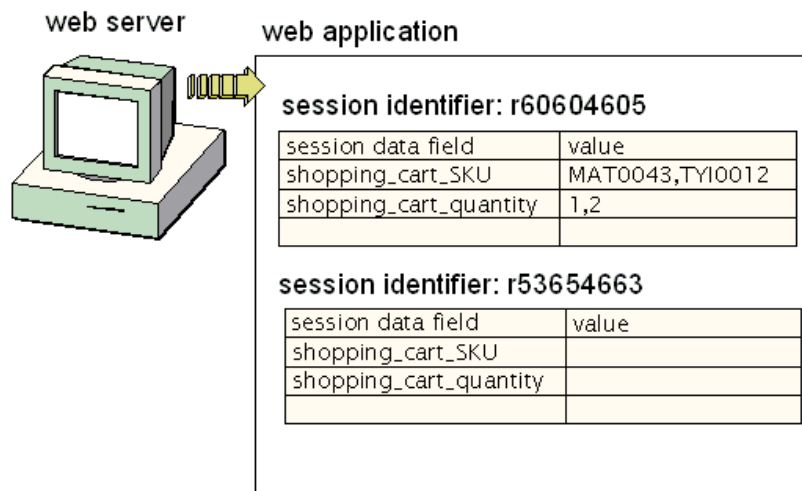 web server
web application
session identifier: r60604605
session data field value
shopping_cart_SKU MAT0043,TYI0012
shopping_cart_quantity 1,2
session identifier: r53654663
session data field value
shopping_cart_SKU
shopping_cart_quantity